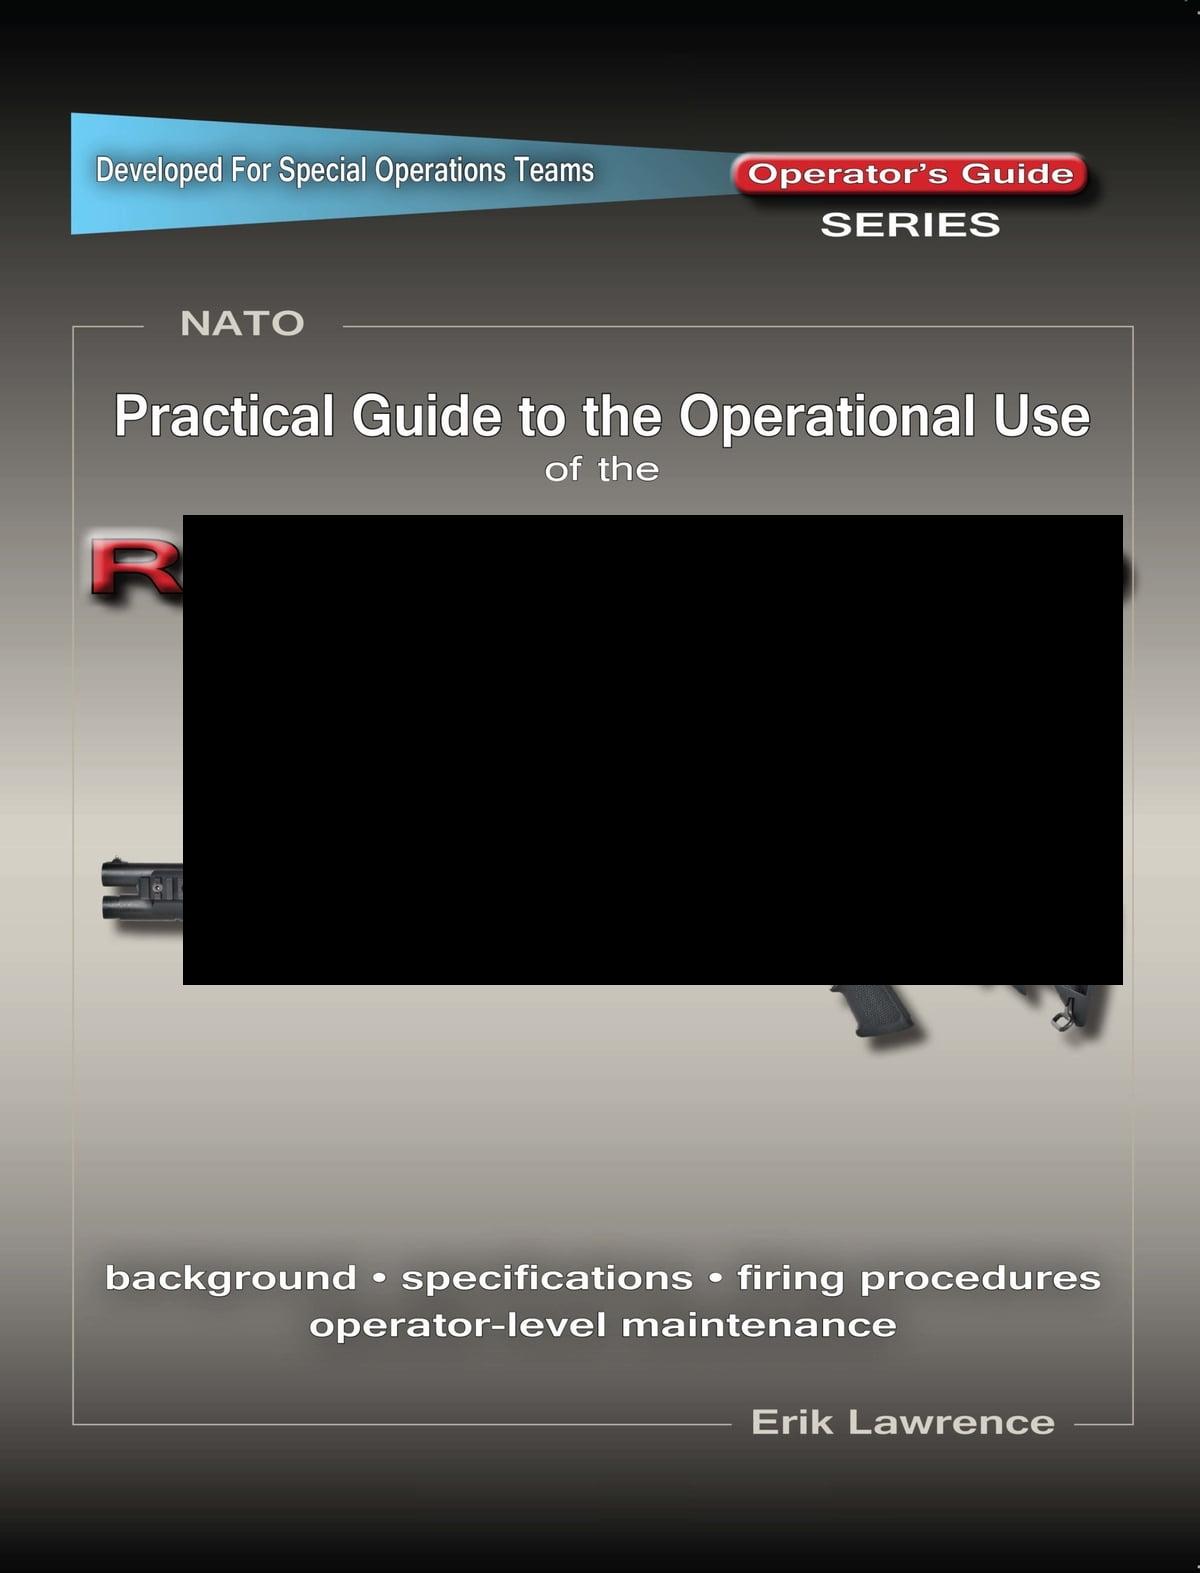 Developed For Special Operations Teams
Operator's Guide
SERIES
NATO
Practical Guide to the Operational Use
of the
R
background • specifications • firing procedures
operator-level maintenance
Erik Lawrence